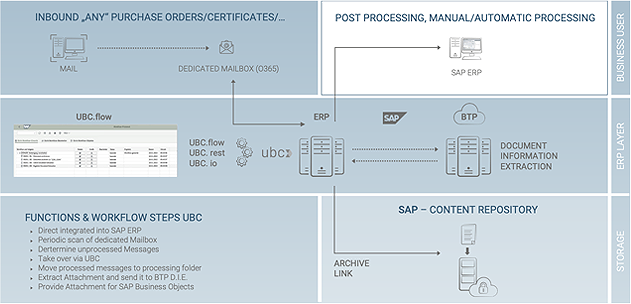 INBOUND „ANY" PURCHASE ORDERS/CERTIFICATES/...
MAIL
DEDICATED MAILBOX (O365)
POST PROCESSING, MANUAL/AUTOMATIC PROCESSING
SAP ERP
BUSINESS USER
UBC.flow
UBC.flow
UBC. rest
UBC. io
ubc
ERP
SAP
BTP
DOCUMENT
INFORMATION
EXTRACTION
ERP LAYER
FUNCTIONS & WORKFLOW STEPS UBC
• Direct integrated into SAP ERP
• Periodic scan of dedicated Mailbox
• Dertermine unprocessed Messages
• Take over via UBC
• Move processed messages to processing folder
• Extract Attachment and send it to BTP D.I.E.
• Provide Attachment for SAP Business Objects
SAP – CONTENT REPOSITORY
ARCHIVE
LINK
STORAGE